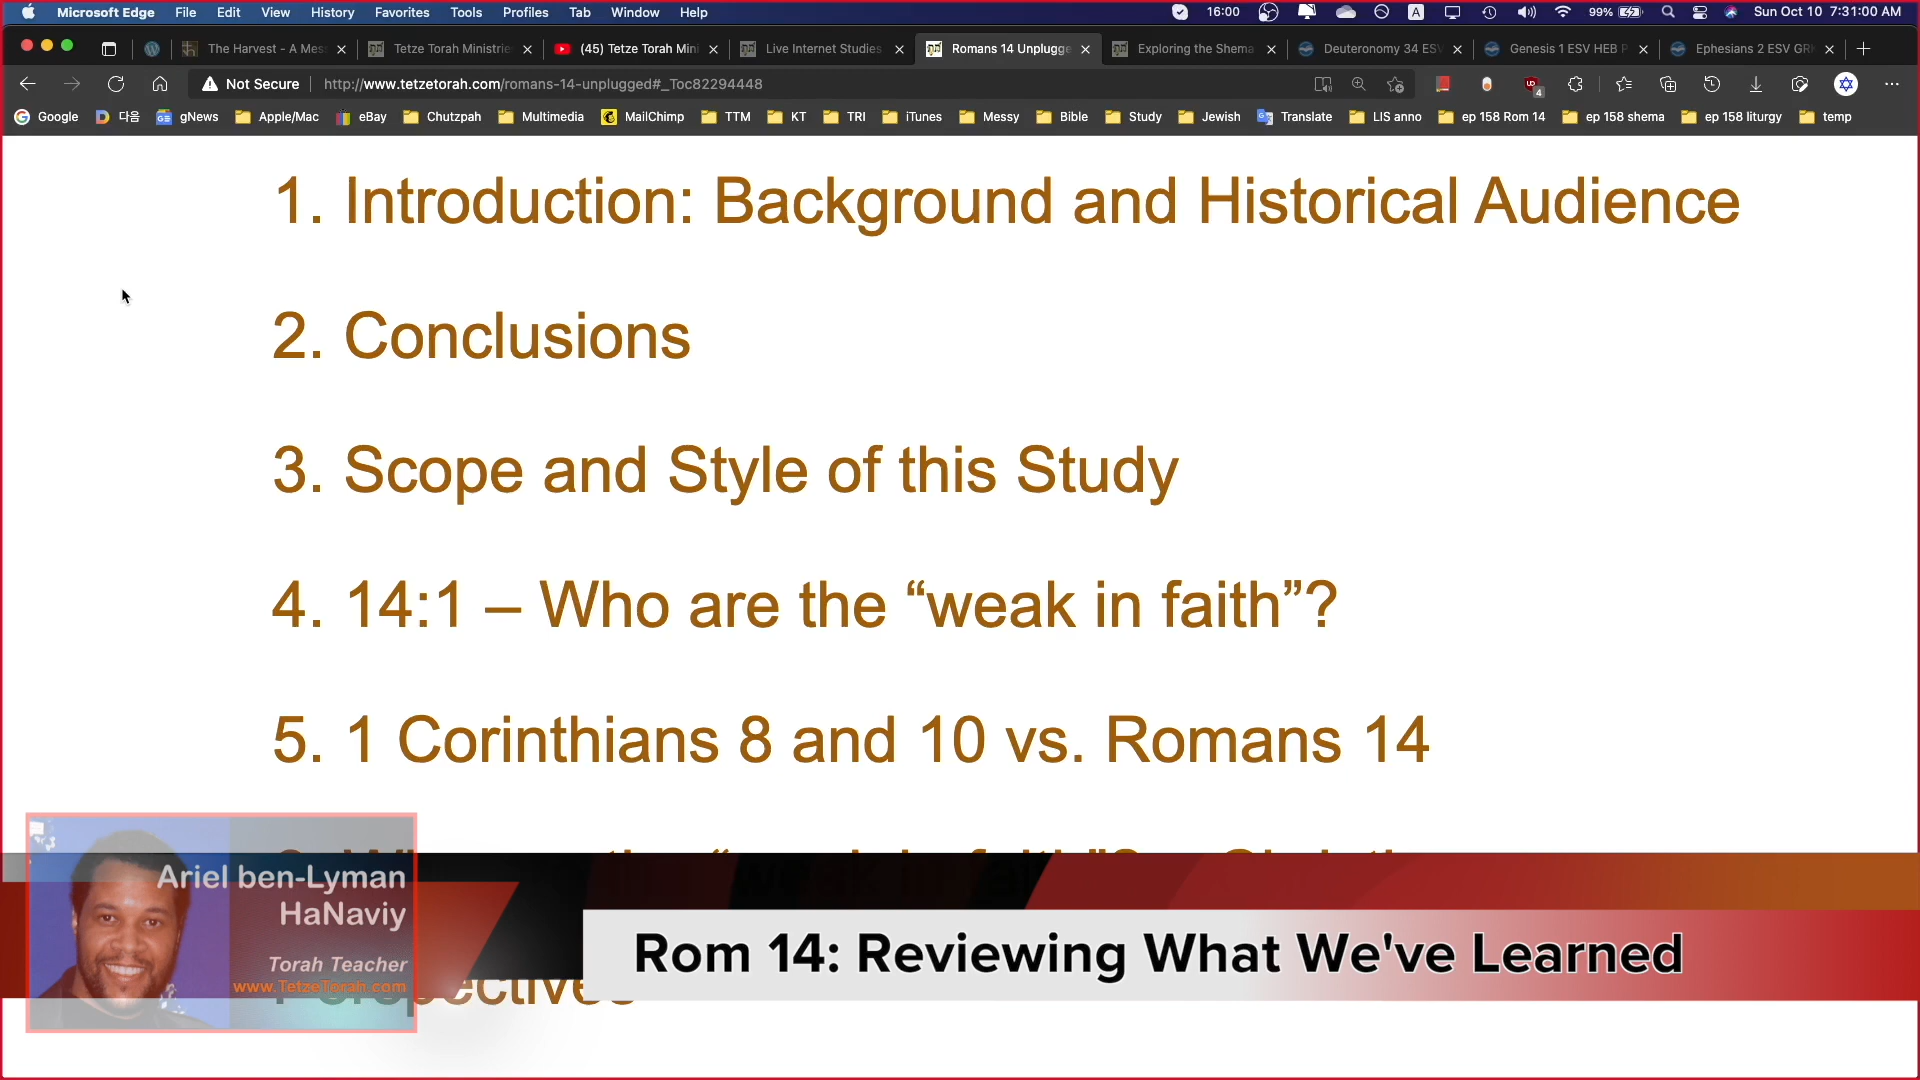 Microsoft Edge File Edit View History Favorites Tools Profiles Tab Window Help 16:00 A 99% Sun Oct 10 7:31:00 AM
The Harvest - A Mess Tetze Torah Ministrie (45) Tetze Torah Mini Live Internet Studies Romans 14 Unplugge Exploring the Shema Deuteronomy 34 ESV Genesis 1 ESV HEB P Ephesians 2 ESV GRK
Not Secure http://www.tetzetorah.com/romans-14-unplugged#_Toc82294448 4
Google 다음 gNews Apple/Mac eBay Chutzpah Multimedia MailChimp TTM KT TRI iTunes Messy Bible Study Jewish Translate LIS anno ep 158 Rom 14 ep 158 shema ep 158 liturgy temp
1. Introduction: Background and Historical Audience
2. Conclusions
3. Scope and Style of this Study
4. 14:1 – Who are the “weak in faith”?
5. 1 Corinthians 8 and 10 vs. Romans 14
Ariel ben-Lyman
HaNaviy
Torah Teacher
www.TetzeTorah.com
Rom 14: Reviewing What We've Learned
Perspectives